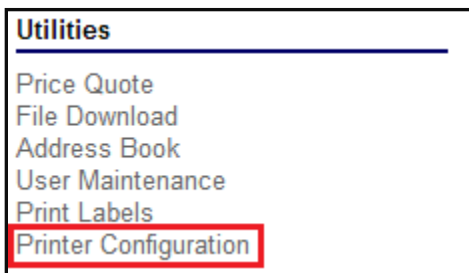 Utilities
Price Quote
File Download
Address Book
User Maintenance
Print Labels
Printer Configuration